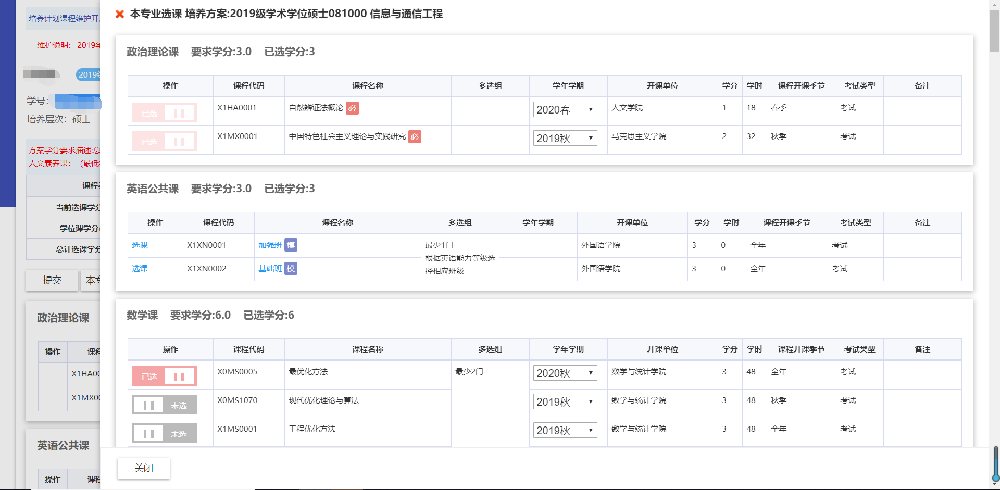 本专业选课 培养方案:2019级学术学位硕士081000 信息与通信工程
培养计划课程维护开
维护说明: 2019年
2019级
学号:
培养层次: 硕士
方案学分要求描述:总
人文素养课: (最低
课程
当前选课学分
学位课学分
总计选课学分
提交 本专
政治理论课
操作 课程
X1HA00
X1MX00
英语公共课
操作 课程
政治理论课 要求学分:3.0 已选学分:3
操作 课程代码 课程名称 多选组 学年学期 开课单位 学分 学时 课程开课季节 考试类型 备注
已选 X1HA0001 自然辨证法概论 必 2020春 人文学院 1 18 春季 考试
已选 X1MX0001 中国特色社会主义理论与实践研究 必 2019秋 马克思主义学院 2 32 秋季 考试
英语公共课 要求学分:3.0 已选学分:3
操作 课程代码 课程名称 多选组 学年学期 开课单位 学分 学时 课程开课季节 考试类型 备注
选课 X1XN0001 加强班 模 最少1门 外国语学院 3 0 全年 考试
根据英语能力等级选
择相应班级
选课 X1XN0002 基础班 模 外国语学院 3 0 全年 考试
数学课 要求学分:6.0 已选学分:6
操作 课程代码 课程名称 多选组 学年学期 开课单位 学分 学时 课程开课季节 考试类型 备注
已选 X0MS0005 最优化方法 最少2门 2020秋 数学与统计学院 3 48 全年 考试
未选 X0MS1070 现代优化理论与算法 2019秋 数学与统计学院 3 48 秋季 考试
未选 X1MS0001 工程优化方法 2019秋 数学与统计学院 3 48 全年 考试
关闭